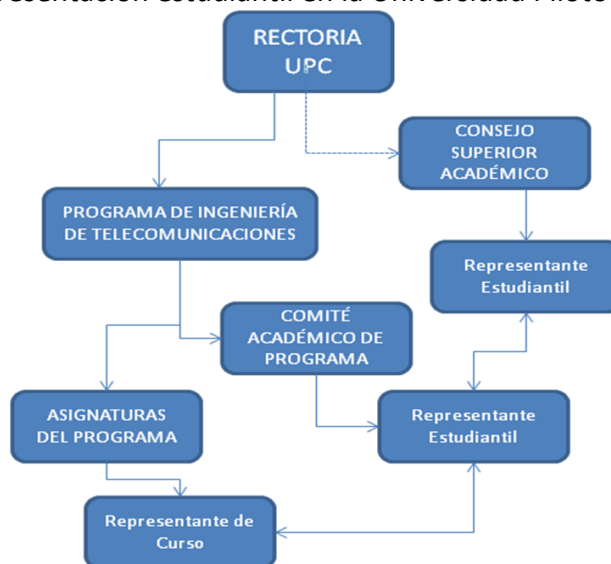 RECTORIA
UPC
CONSEJO
SUPERIOR
ACADÉMICO
PROGRAMA DE INGENIERÍA
DE TELECOMUNICACIONES
Representante
Estudiantil
COMITÉ
ACADÉMICO DE
PROGRAMA
ASIGNATURAS
DEL PROGRAMA
Representante
Estudiantil
Representante de
Curso